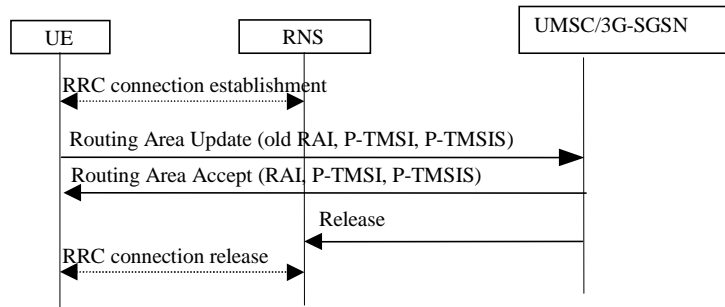 UE
RNS
UMSC/3G-SGSN
RRC connection establishment
Routing Area Update (old RAI, P-TMSI, P-TMSIS)
Routing Area Accept (RAI, P-TMSI, P-TMSIS)
Release
RRC connection release